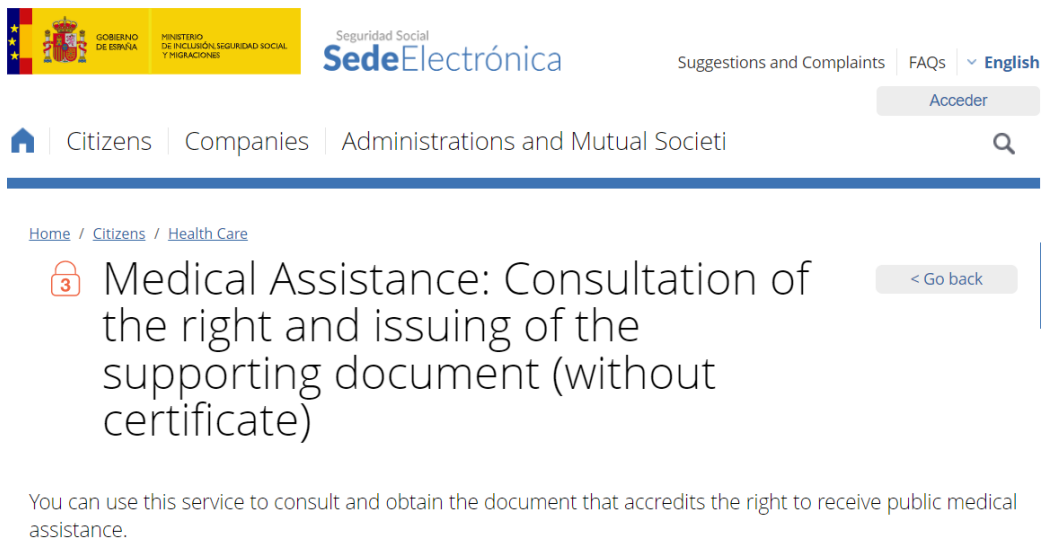 GOBIERNO
DE ESPAÑA
MINISTERIO
DE INCLUSIÓN, SEGURIDAD SOCIAL
Y MIGRACIONES
Seguridad Social
SedeElectrónica
Suggestions and Complaints FAQs English
Acceder
Citizens Companies Administrations and Mutual Societi
Home / Citizens / Health Care
3
Medical Assistance: Consultation of
the right and issuing of the
supporting document (without
certificate)
< Go back
You can use this service to consult and obtain the document that accredits the right to receive public medical
assistance.